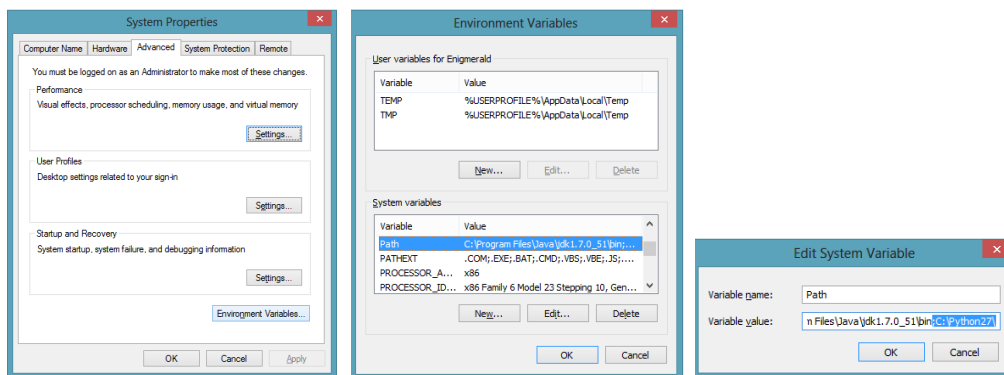 System Properties
Computer Name Hardware Advanced System Protection Remote
You must be logged on as an Administrator to make most of these changes.
Performance
Visual effects, processor scheduling, memory usage, and virtual memory
Settings...
User Profiles
Desktop settings related to your sign-in
Settings...
Startup and Recovery
System startup, system failure, and debugging information
Settings...
Environment Variables...
OK Cancel Apply
Environment Variables
User variables for Enigmerald
Variable Value
TEMP %USERPROFILE%\AppData\Local\Temp
TMP %USERPROFILE%\AppData\Local\Temp
New... Edit... Delete
System variables
Variable Value
Path C:\Program Files\Java\jdk1.7.0_51\bin;...
PATHEXT .COM;.EXE;.BAT;.CMD;.VBS;.VBE;.JS;....
PROCESSOR_A... x86
PROCESSOR_ID... x86 Family 6 Model 23 Stepping 10, Gen...
New... Edit... Delete
OK Cancel
Edit System Variable
Variable name: Path
Variable value: n Files\Java\jdk1.7.0_51\bin;C:\Python27\
OK Cancel